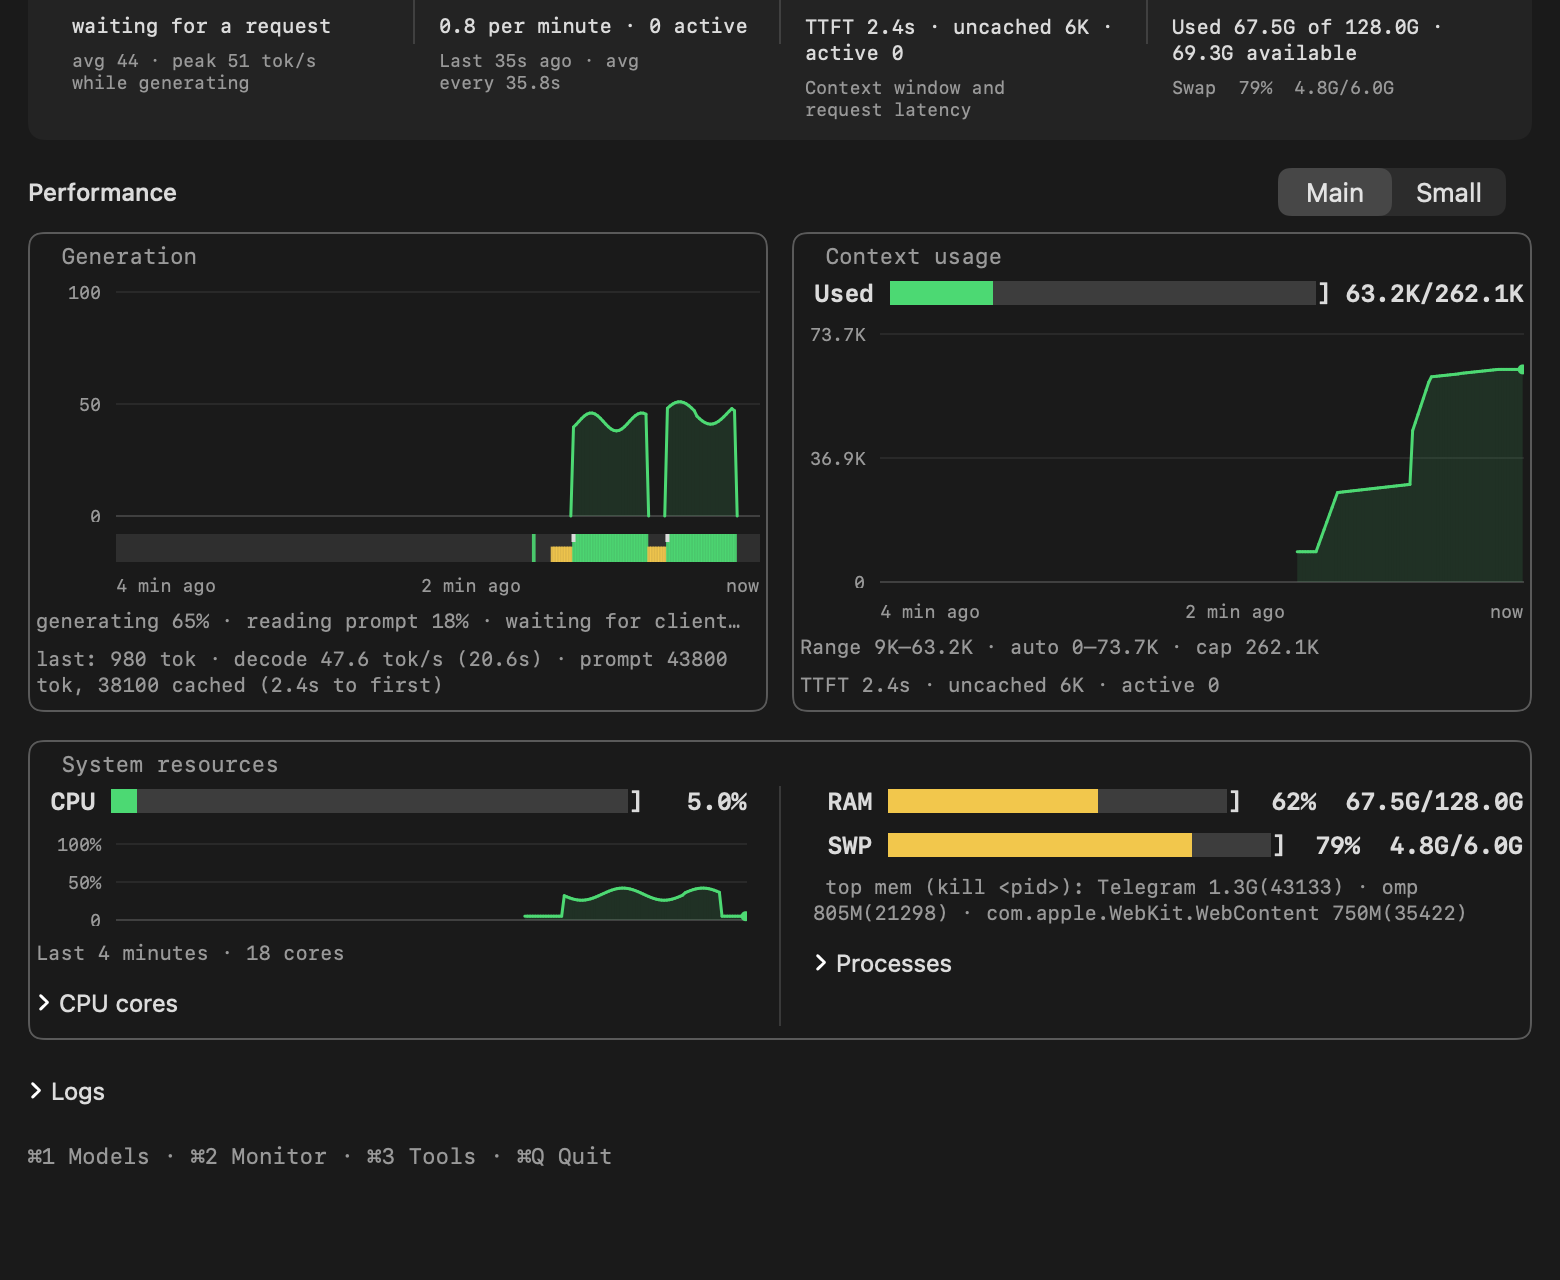 waiting for a request
avg 44 · peak 51 tok/s
while generating
0.8 per minute · 0 active
Last 35s ago · avg
every 35.8s
TTFT 2.4s · uncached 6K ·
active 0
Context window and
request latency
Used 67.5G of 128.0G ·
69.3G available
Swap 79% 4.8G/6.0G
Performance
Main Small
Generation
100
50
0
4 min ago 2 min ago now
generating 65% · reading prompt 18% · waiting for client…
last: 980 tok · decode 47.6 tok/s (20.6s) · prompt 43800
tok, 38100 cached (2.4s to first)
Context usage
Used ] 63.2K/262.1K
73.7K
36.9K
0
4 min ago 2 min ago now
Range 9K–63.2K · auto 0–73.7K · cap 262.1K
TTFT 2.4s · uncached 6K · active 0
System resources
CPU ] 5.0%
100%
50%
0
Last 4 minutes · 18 cores
CPU cores
RAM ] 62% 67.5G/128.0G
SWP ] 79% 4.8G/6.0G
top mem (kill <pid>): Telegram 1.3G(43133) · omp
805M(21298) · com.apple.WebKit.WebContent 750M(35422)
Processes
Logs
⌘1 Models · ⌘2 Monitor · ⌘3 Tools · ⌘Q Quit